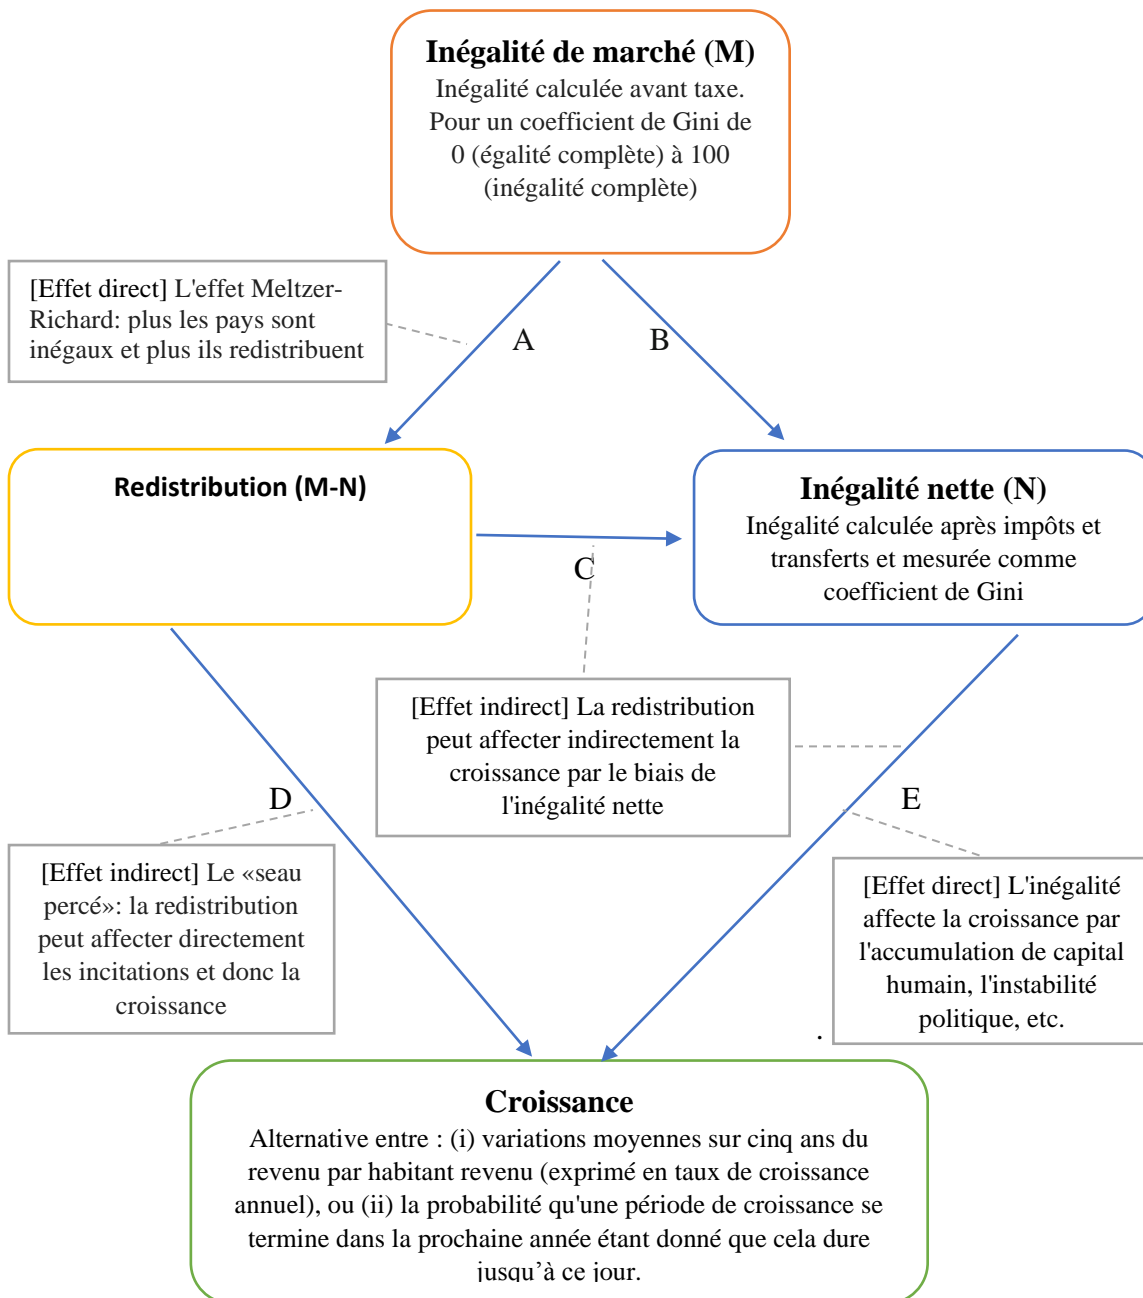 Inégalité de marché (M)
Inégalité calculée avant taxe.
Pour un coefficient de Gini de
0 (égalité complète) à 100
(inégalité complète)
[Effet direct] L'effet Meltzer-
Richard: plus les pays sont
inégaux et plus ils redistribuent
A
B
Redistribution (M-N)
Inégalité nette (N)
Inégalité calculée après impôts et
transferts et mesurée comme
coefficient de Gini
C
[Effet indirect] La redistribution
peut affecter indirectement la
croissance par le biais de
l'inégalité nette
D
E
[Effet indirect] Le «seau
percé»: la redistribution
peut affecter directement
les incitations et donc la
croissance
[Effet direct] L'inégalité
affecte la croissance par
l'accumulation de capital
humain, l'instabilité
politique, etc.
.
Croissance
Alternative entre : (i) variations moyennes sur cinq ans du
revenu par habitant revenu (exprimé en taux de croissance
annuel), ou (ii) la probabilité qu'une période de croissance se
termine dans la prochaine année étant donné que cela dure
jusqu’à ce jour.